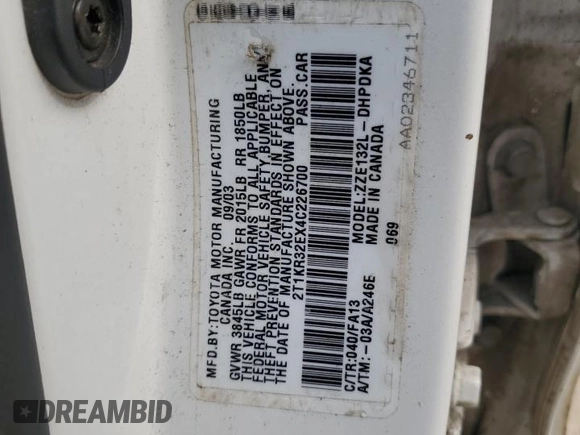 MFD.BY:TOYOTA MOTOR MANUFACTURING
CANADA INC. 09/03
GVWR 3845LB GAWR FR 2015LB RR 1850LB
THIS VEHICLE CONFORMS TO ALL APPLICABLE
FEDERAL MOTOR VEHICLE SAFETY BUMPER, AND
THEFT PREVENTION STANDARDS IN EFFECT ON
THE DATE OF MANUFACTURE SHOWN ABOVE.
2T1KR32EX4C226700 PASS.CAR
C/TR:040/FA13 MODEL:ZZE132L-DHPDKA
A/TM:-03A/A246E MADE IN CANADA
069
AA02346711
DREAMBID